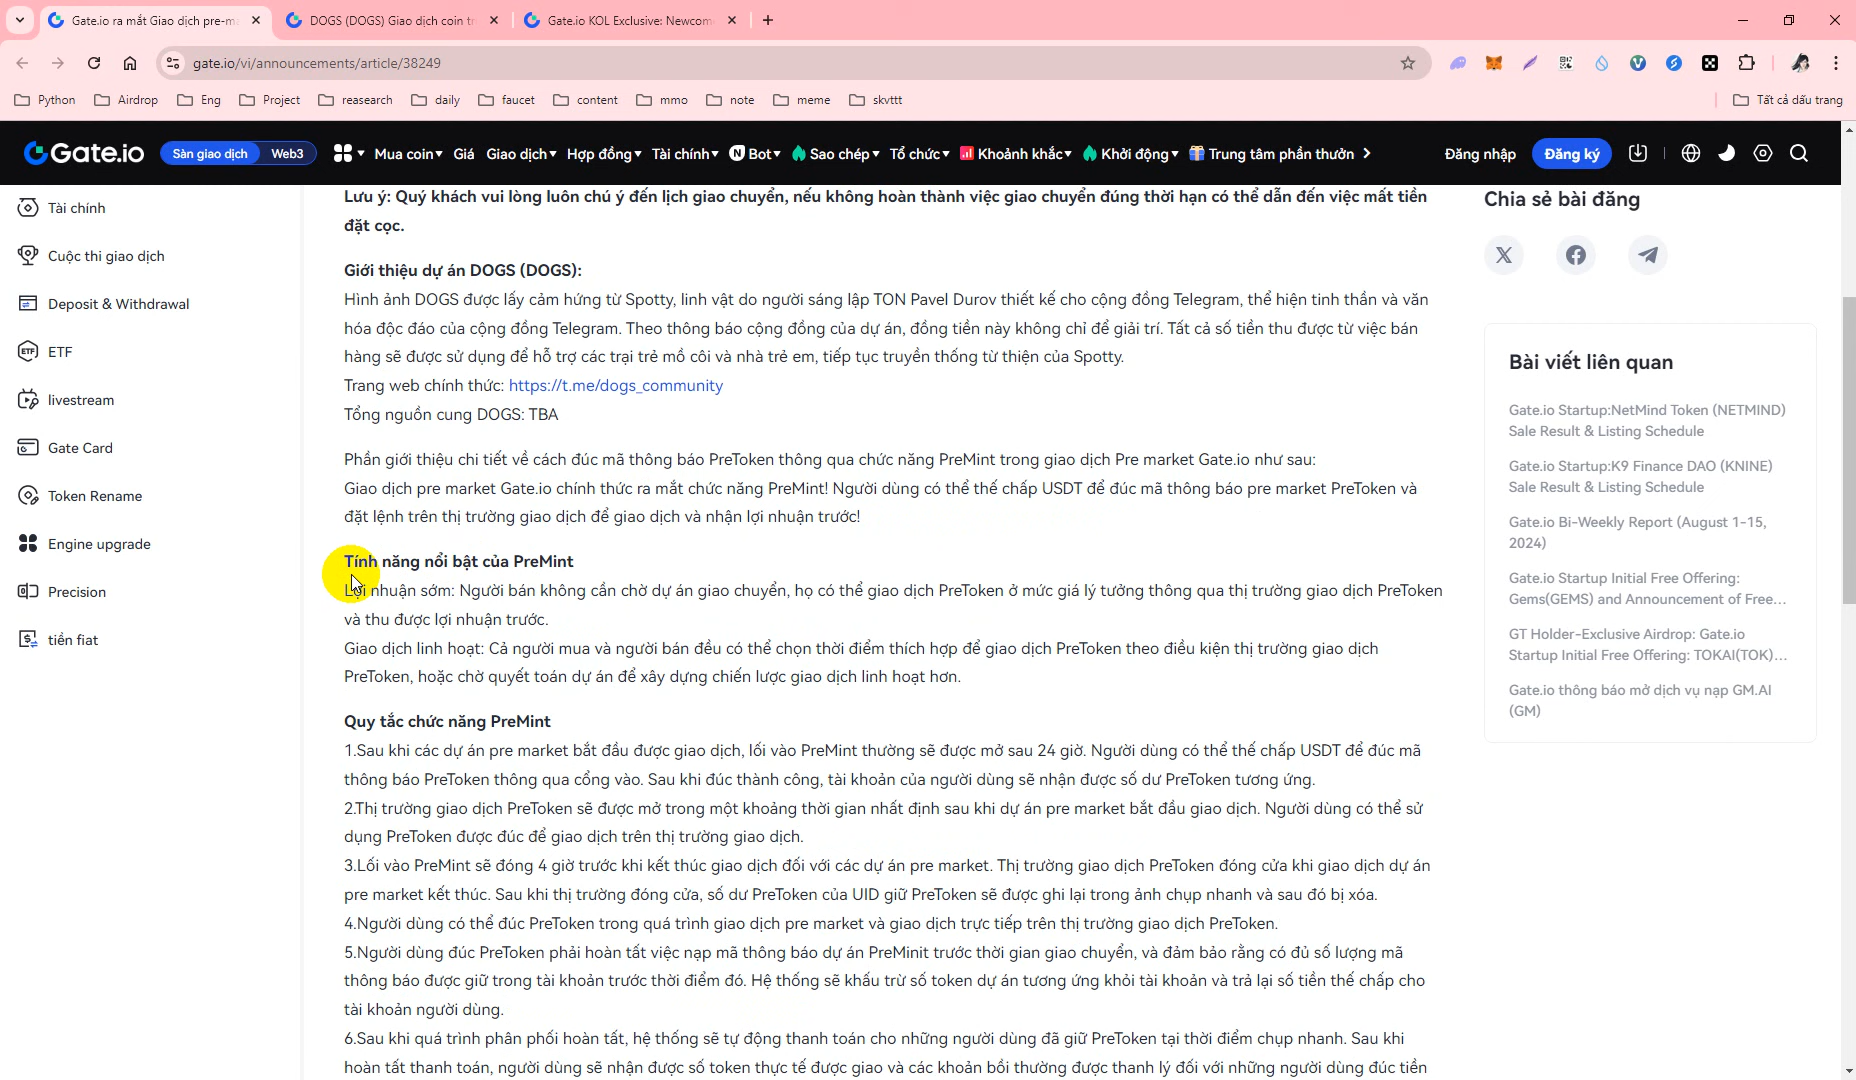 Gate.io ra mắt Giao dịch pre-ma
DOGS (DOGS) Giao dịch coin tr
Gate.io KOL Exclusive: Newcom
gate.io/vi/announcements/article/38249
Python
Airdrop
Eng
Project
reasearch
daily
faucet
content
mmo
note
meme
skvttt
Tất cả dấu trang
Gate.io
Sàn giao dịch
Web3
Mua coin
Giá
Giao dịch
Hợp đồng
Tài chính
Bot
Sao chép
Tổ chức
Khoảnh khắc
Khởi động
Trung tâm phần thưởn
Đăng nhập
Đăng ký
Tài chính
Cuộc thi giao dịch
Deposit & Withdrawal
ETF
livestream
Gate Card
Token Rename
Engine upgrade
Precision
tiền fiat
Lưu ý: Quý khách vui lòng luôn chú ý đến lịch giao chuyển, nếu không hoàn thành việc giao chuyển đúng thời hạn có thể dẫn đến việc mất tiền
đặt cọc.
Giới thiệu dự án DOGS (DOGS):
Hình ảnh DOGS được lấy cảm hứng từ Spotty, linh vật do người sáng lập TON Pavel Durov thiết kế cho cộng đồng Telegram, thể hiện tinh thần và văn
hóa độc đáo của cộng đồng Telegram. Theo thông báo cộng đồng của dự án, đồng tiền này không chỉ để giải trí. Tất cả số tiền thu được từ việc bán
hàng sẽ được sử dụng để hỗ trợ các trại trẻ mồ côi và nhà trẻ em, tiếp tục truyền thống từ thiện của Spotty.
Trang web chính thức: https://t.me/dogs_community
Tổng nguồn cung DOGS: TBA
Phần giới thiệu chi tiết về cách đúc mã thông báo PreToken thông qua chức năng PreMint trong giao dịch Pre market Gate.io như sau:
Giao dịch pre market Gate.io chính thức ra mắt chức năng PreMint! Người dùng có thể thế chấp USDT để đúc mã thông báo pre market PreToken và
đặt lệnh trên thị trường giao dịch để giao dịch và nhận lợi nhuận trước!
Tính năng nổi bật của PreMint
Lợi nhuận sớm: Người bán không cần chờ dự án giao chuyển, họ có thể giao dịch PreToken ở mức giá lý tưởng thông qua thị trường giao dịch PreToken
và thu được lợi nhuận trước.
Giao dịch linh hoạt: Cả người mua và người bán đều có thể chọn thời điểm thích hợp để giao dịch PreToken theo điều kiện thị trường giao dịch
PreToken, hoặc chờ quyết toán dự án để xây dựng chiến lược giao dịch linh hoạt hơn.
Quy tắc chức năng PreMint
1.Sau khi các dự án pre market bắt đầu được giao dịch, lối vào PreMint thường sẽ được mở sau 24 giờ. Người dùng có thể thế chấp USDT để đúc mã
thông báo PreToken thông qua cổng vào. Sau khi đúc thành công, tài khoản của người dùng sẽ nhận được số dư PreToken tương ứng.
2.Thị trường giao dịch PreToken sẽ được mở trong một khoảng thời gian nhất định sau khi dự án pre market bắt đầu giao dịch. Người dùng có thể sử
dụng PreToken được đúc để giao dịch trên thị trường giao dịch.
3.Lối vào PreMint sẽ đóng 4 giờ trước khi kết thúc giao dịch đối với các dự án pre market. Thị trường giao dịch PreToken đóng cửa khi giao dịch dự án
pre market kết thúc. Sau khi thị trường đóng cửa, số dư PreToken của UID giữ PreToken sẽ được ghi lại trong ảnh chụp nhanh và sau đó bị xóa.
4.Người dùng có thể đúc PreToken trong quá trình giao dịch pre market và giao dịch trực tiếp trên thị trường giao dịch PreToken.
5.Người dùng đúc PreToken phải hoàn tất việc nạp mã thông báo dự án PreMinit trước thời gian giao chuyển, và đảm bảo rằng có đủ số lượng mã
thông báo được giữ trong tài khoản trước thời điểm đó. Hệ thống sẽ khấu trừ số token dự án tương ứng khỏi tài khoản và trả lại số tiền thế chấp cho
tài khoản người dùng.
6.Sau khi quá trình phân phối hoàn tất, hệ thống sẽ tự động thanh toán cho những người dùng đã giữ PreToken tại thời điểm chụp nhanh. Sau khi
hoàn tất thanh toán, người dùng sẽ nhận được số token thực tế được giao và các khoản bồi thường được thanh lý đối với những người dùng đúc tiền
Chia sẻ bài đăng
Bài viết liên quan
Gate.io Startup:NetMind Token (NETMIND)
Sale Result & Listing Schedule
Gate.io Startup:K9 Finance DAO (KNINE)
Sale Result & Listing Schedule
Gate.io Bi-Weekly Report (August 1-15,
2024)
Gate.io Startup Initial Free Offering:
Gems(GEMS) and Announcement of Free...
GT Holder-Exclusive Airdrop: Gate.io
Startup Initial Free Offering: TOKAI(TOK)...
Gate.io thông báo mở dịch vụ nạp GM.AI
(GM)